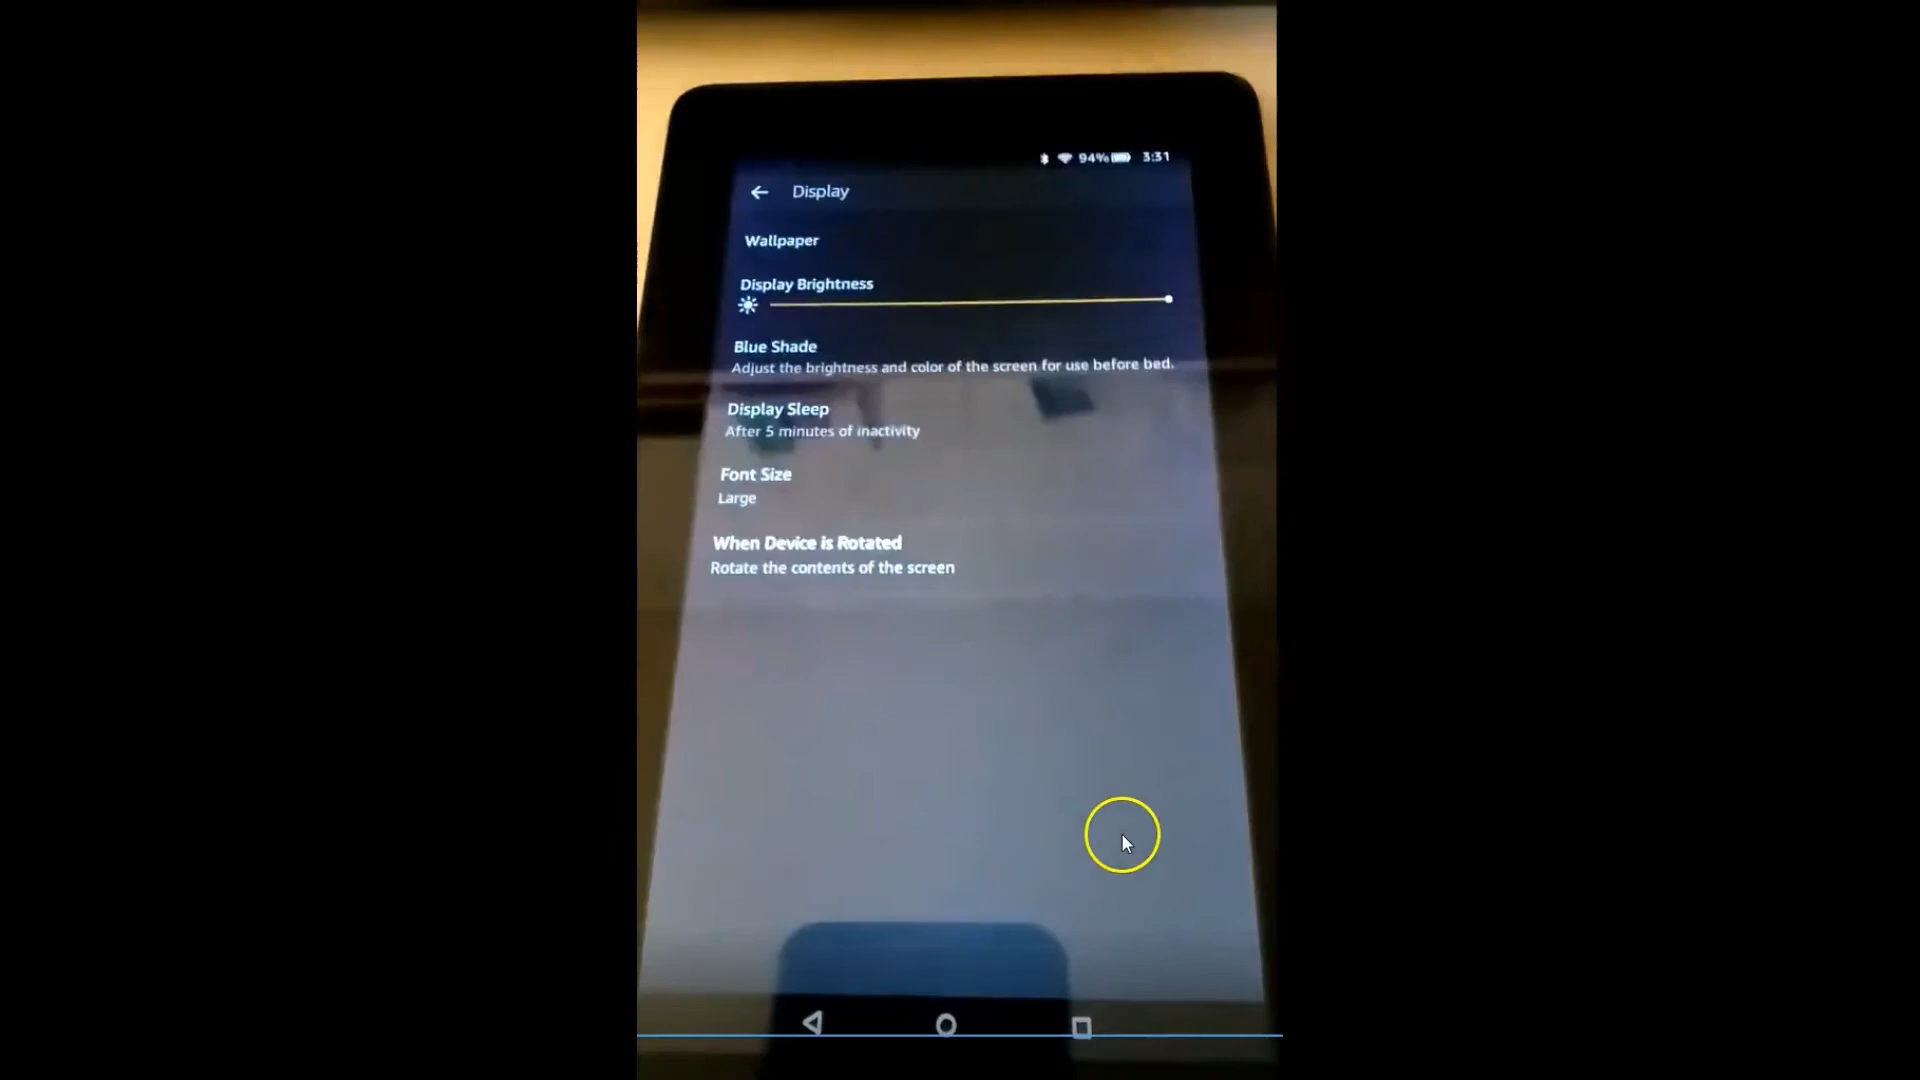 94% 3:31
Display
Wallpaper
Display Brightness
Blue Shade
Adjust the brightness and color of the screen for use before bed.
Display Sleep
After 5 minutes of inactivity
Font Size
Large
When Device is Rotated
Rotate the contents of the screen